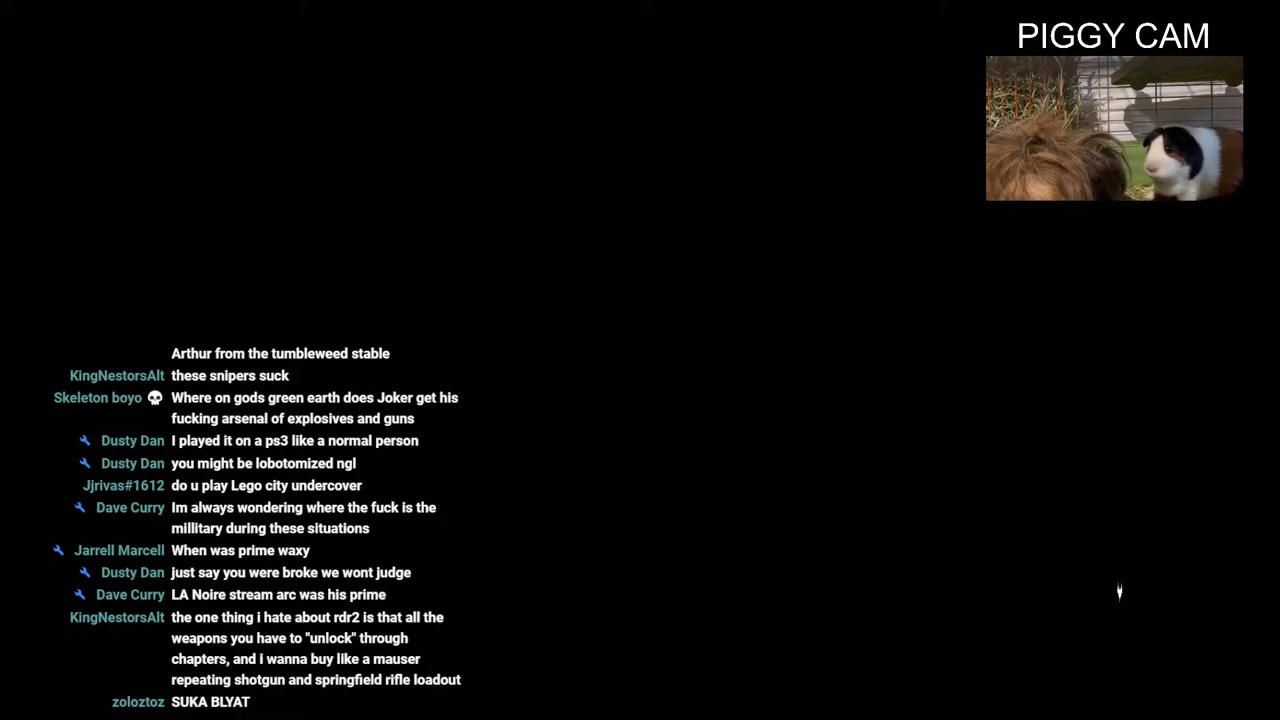 PIGGY CAM
Arthur from the tumbleweed stable
KingNestorsAlt these snipers suck
Skeleton boyo 💀 Where on gods green earth does Joker get his
fucking arsenal of explosives and guns
Dusty Dan I played it on a ps3 like a normal person
Dusty Dan you might be lobotomized ngl
Jjrivas#1612 do u play Lego city undercover
Dave Curry Im always wondering where the fuck is the
millitary during these situations
Jarrell Marcell When was prime waxy
Dusty Dan just say you were broke we wont judge
Dave Curry LA Noire stream arc was his prime
KingNestorsAlt the one thing i hate about rdr2 is that all the
weapons you have to "unlock" through
chapters, and i wanna buy like a mauser
repeating shotgun and springfield rifle loadout
zoloztoz SUKA BLYAT